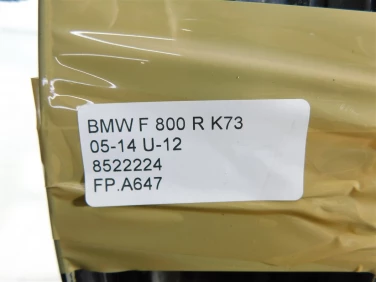 BMW F 800 R K73
05-14 U-12
8522224
FP.A647